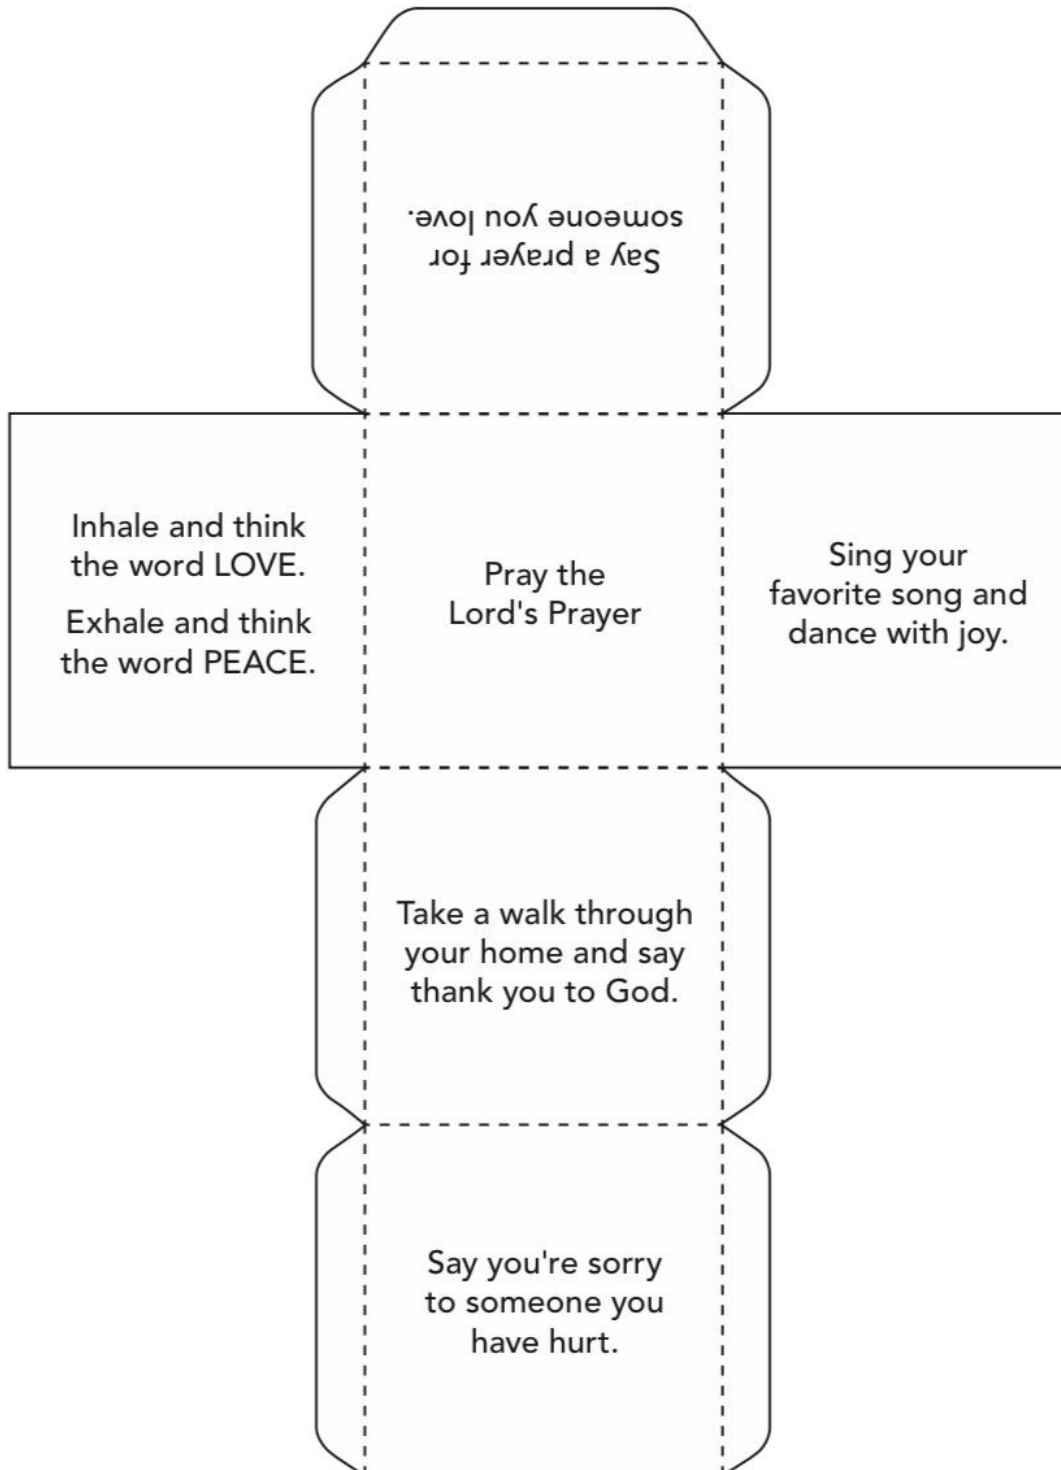 Say a prayer for
someone you love.
Inhale and think
the word LOVE.
Exhale and think
the word PEACE.
Pray the
Lord's Prayer
Sing your
favorite song and
dance with joy.
Take a walk through
your home and say
thank you to God.
Say you're sorry
to someone you
have hurt.